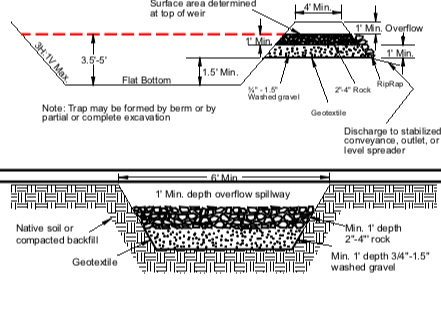 Surface area determined
at top of weir
4' Min.
1' Min. Overflow
1' Min.
1' Min.
3H:1V Max.
3.5'-5'
1.5' Min.
Flat Bottom
¾" - 1.5"
Washed gravel
2"-4" Rock
RipRap
Geotextile
Note: Trap may be formed by berm or by
partial or complete excavation
Discharge to stabilized
conveyance, outlet, or
level spreader
6' Min.
1' Min. depth overflow spillway
Native soil or
compacted backfill
Min. 1' depth
2"-4"" rock
Geotextile
Min. 1' depth 3/4"-1.5"
washed gravel